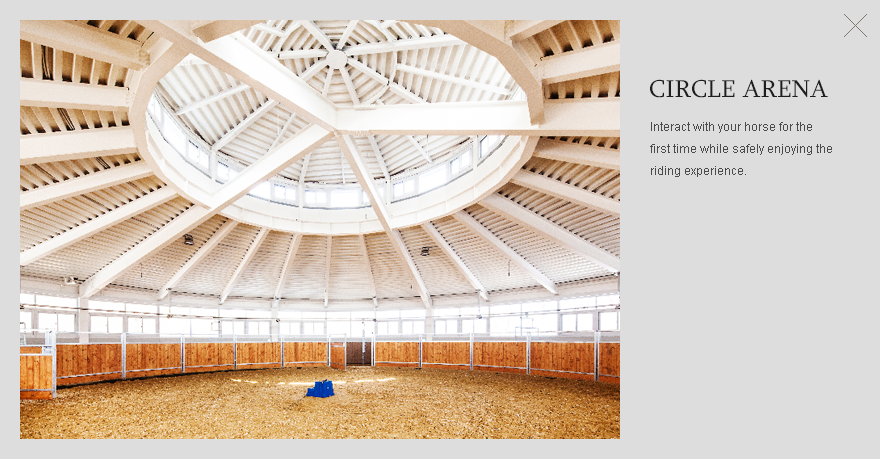 CIRCLE ARENA
Interact with your horse for the
first time while safely enjoying the
riding experience.